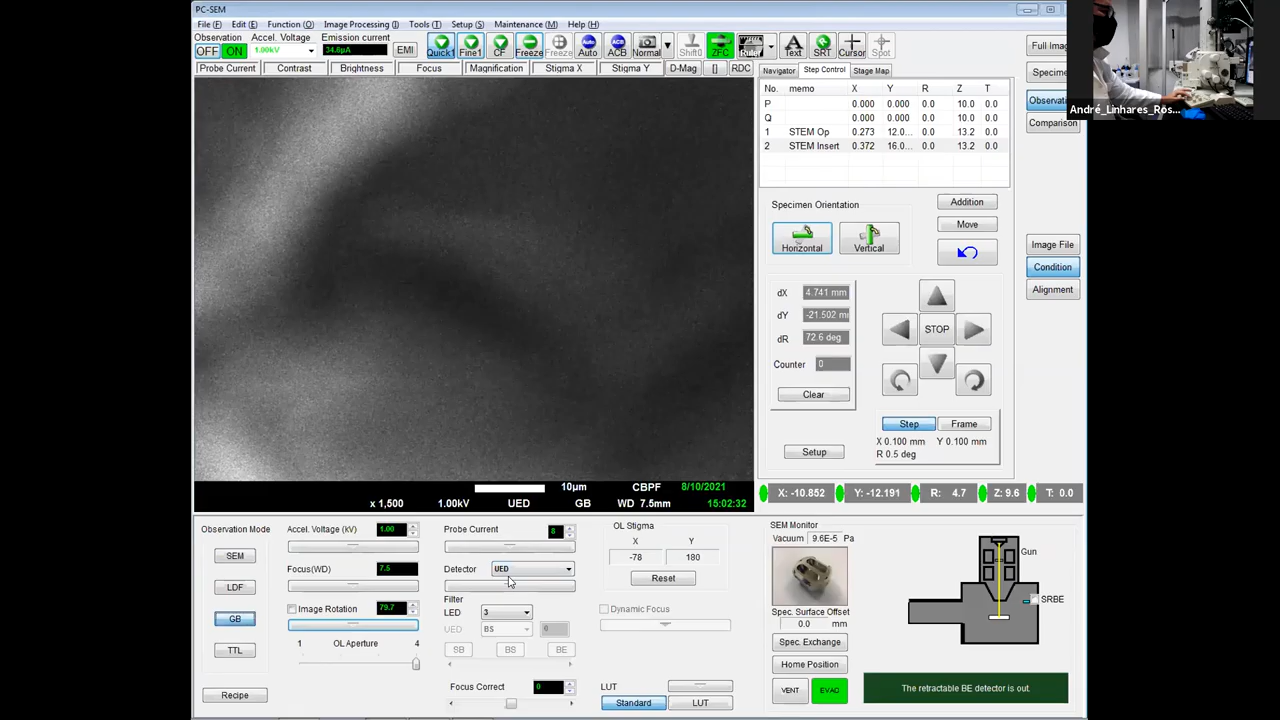 PC-SEM
File (F) Edit (E) Function (O) Image Processing (I) Tools (T) Setup (S) Maintenance (M) Help (H)
Observation Accel. Voltage Emission current
OFF ON 1.00kV 34.6μA EMI Quick1 Fine1 CF Freeze Freeze Auto ACB Normal Shift0 ZFC Ruler Text SRT Cursor Spot
Probe Current Contrast Brightness Focus Magnification Stigma X Stigma Y D-Mag [] RDC
Navigator Step Control Stage Map
No. memo X Y R Z T
P 0.000 0.000 0.0 10.0 0.0
Q 0.000 0.000 0.0 10.0 0.0
1 STEM Op 0.273 12.0... 0.0 13.2 0.0
2 STEM Insert 0.372 16.0... 0.0 13.2 0.0
Specimen Orientation
Horizontal Vertical
Addition
Move
dX 4.741 mm
dY -21.502
dR 72.6 deg
Counter 0
Clear
STOP
Step Frame
X 0.100 mm Y 0.100 mm
R 0.5 deg
Setup
X: -10.852 Y: -12.191 R: 4.7 Z: 9.6 T: 0.0
André_Linhares_Ros...
Full
Comparison
Image File
Condition
Alignment
10μm CBPF 8/10/2021
x 1,500 1.00kV UED GB WD 7.5mm 15:02:32
Observation Mode
SEM
LDF
GB
TTL
Recipe
Accel. Voltage (kV) 1.00
Focus(WD) 7.5
Image Rotation 79.7
1 OL Aperture 4
Probe Current 8
Detector UED
Filter
LED 3
UED BS 0
SB BS BE
Focus Correct 0
OL Stigma
X Y
-78 180
Reset
Dynamic Focus
LUT
Standard LUT
SEM Monitor
Vacuum 9.6E-5 Pa
Spec. Surface Offset
0.0 mm
Spec. Exchange
Home Position
VENT EVAC
Gun
SRBE
The retractable BE detector is out.